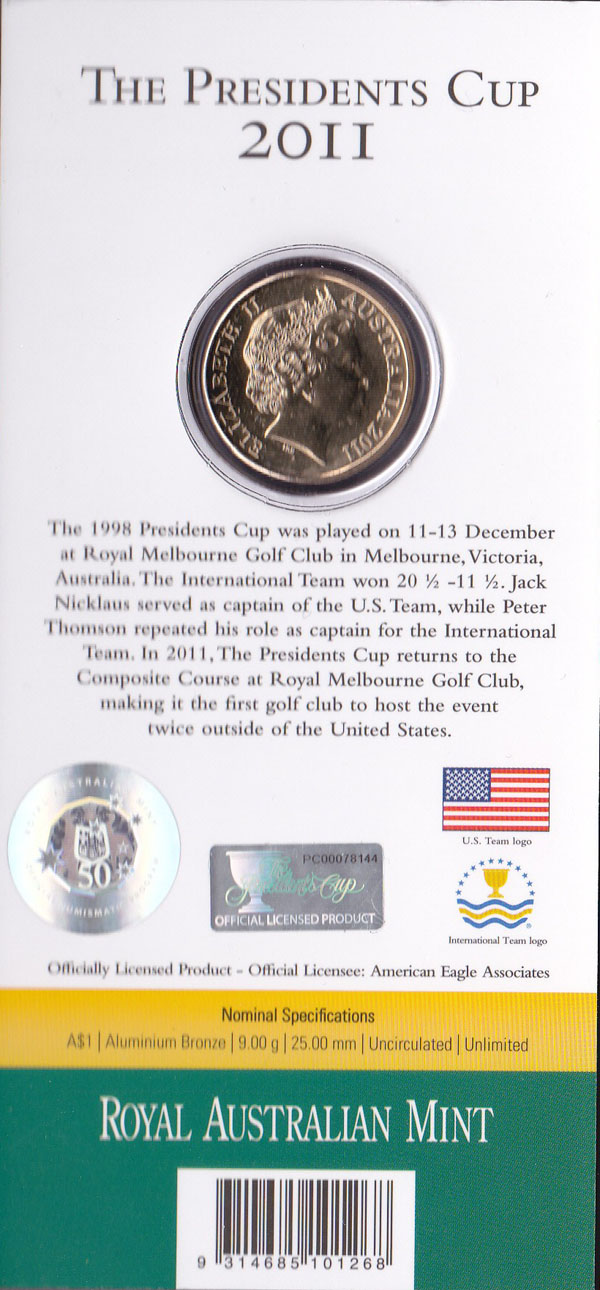 THE PRESIDENTS CUP
2011
ELIZABETH II
AUSTRALIA 2011
The 1998 Presidents Cup was played on 11-13 December
at Royal Melbourne Golf Club in Melbourne, Victoria,
Australia. The International Team won 20 ½ -11 ½. Jack
Nicklaus served as captain of the U.S. Team, while Peter
Thomson repeated his role as captain for the International
Team. In 2011, The Presidents Cup returns to the
Composite Course at Royal Melbourne Golf Club,
making it the first golf club to host the event
twice outside of the United States.
ROYAL AUSTRALIAN MINT
50
PC00078144
The
Presidents Cup
OFFICIAL LICENSED PRODUCT
U.S. Team logo
International Team logo
Officially Licensed Product - Official Licensee: American Eagle Associates
Nominal Specifications
A$1 | Aluminium Bronze | 9.00 g | 25.00 mm | Uncirculated | Unlimited
ROYAL AUSTRALIAN MINT
9 314685 101268